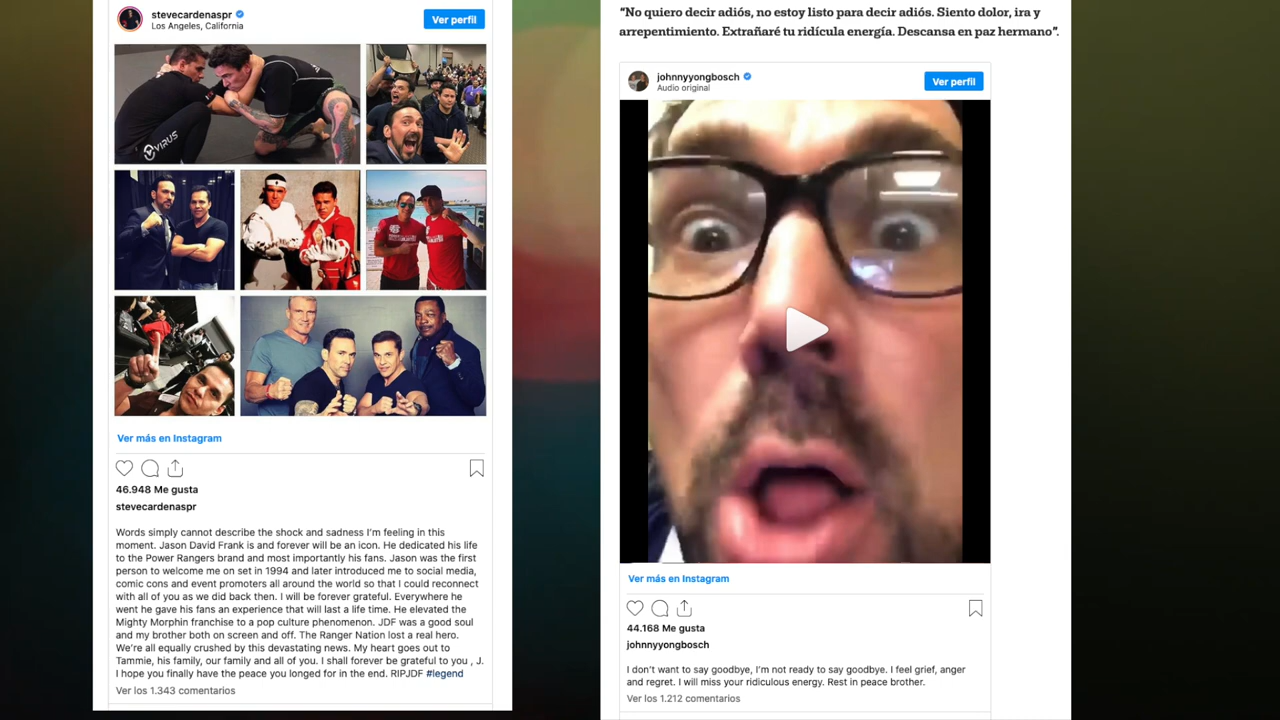 stevecardenaspr
Los Angeles, California
Ver perfil
VIRUS
Ver más en Instagram
46.948 Me gusta
stevecardenaspr
Words simply cannot describe the shock and sadness I'm feeling in this
moment. Jason David Frank is and forever will be an icon. He dedicated his life
to the Power Rangers brand and most importantly his fans. Jason was the first
person to welcome me on set in 1994 and later introduced me to social media,
comic cons and event promoters all around the world so that I could reconnect
with all of you as we did back then. I will be forever grateful. Everywhere he
went he gave his fans an experience that will last a life time. He elevated the
Mighty Morphin franchise to a pop culture phenomenon. JDF was a good soul
and my brother both on screen and off. The Ranger Nation lost a real hero.
We're all equally crushed by this devastating news. My heart goes out to
Tammie, his family, our family and all of you. I shall forever be grateful to you , J.
I hope you finally have the peace you longed for in the end. RIPJDF #legend
Ver los 1.343 comentarios
“No quiero decir adiós, no estoy listo para decir adiós. Siento dolor, ira y
arrepentimiento. Extrañaré tu ridícula energía. Descansa en paz hermano”.
johnnyyongbosch
Audio original
Ver perfil
Ver más en Instagram
44.168 Me gusta
johnnyyongbosch
I don't want to say goodbye, I'm not ready to say goodbye. I feel grief, anger
and regret. I will miss your ridiculous energy. Rest in peace brother.
Ver los 1.212 comentarios